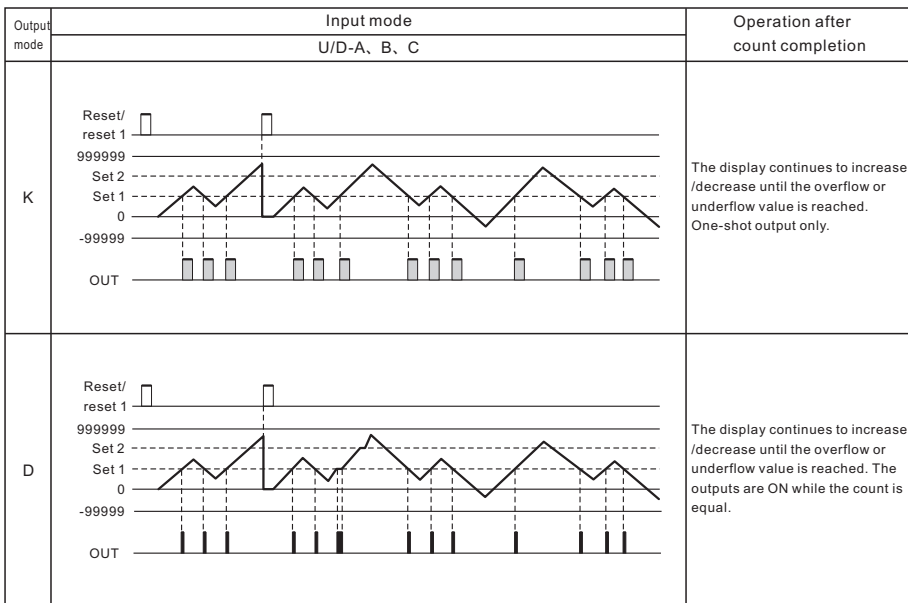 Output
mode
Input mode
U/D-A、B、C
Operation after
count completion
K
Reset/
reset 1
999999
Set 2
Set 1
0
-99999
OUT
The display continues to increase
/decrease until the overflow or
underflow value is reached.
One-shot output only.
D
Reset/
reset 1
999999
Set 2
Set 1
0
-99999
OUT
The display continues to increase
/decrease until the overflow or
underflow value is reached. The
outputs are ON while the count is
equal.